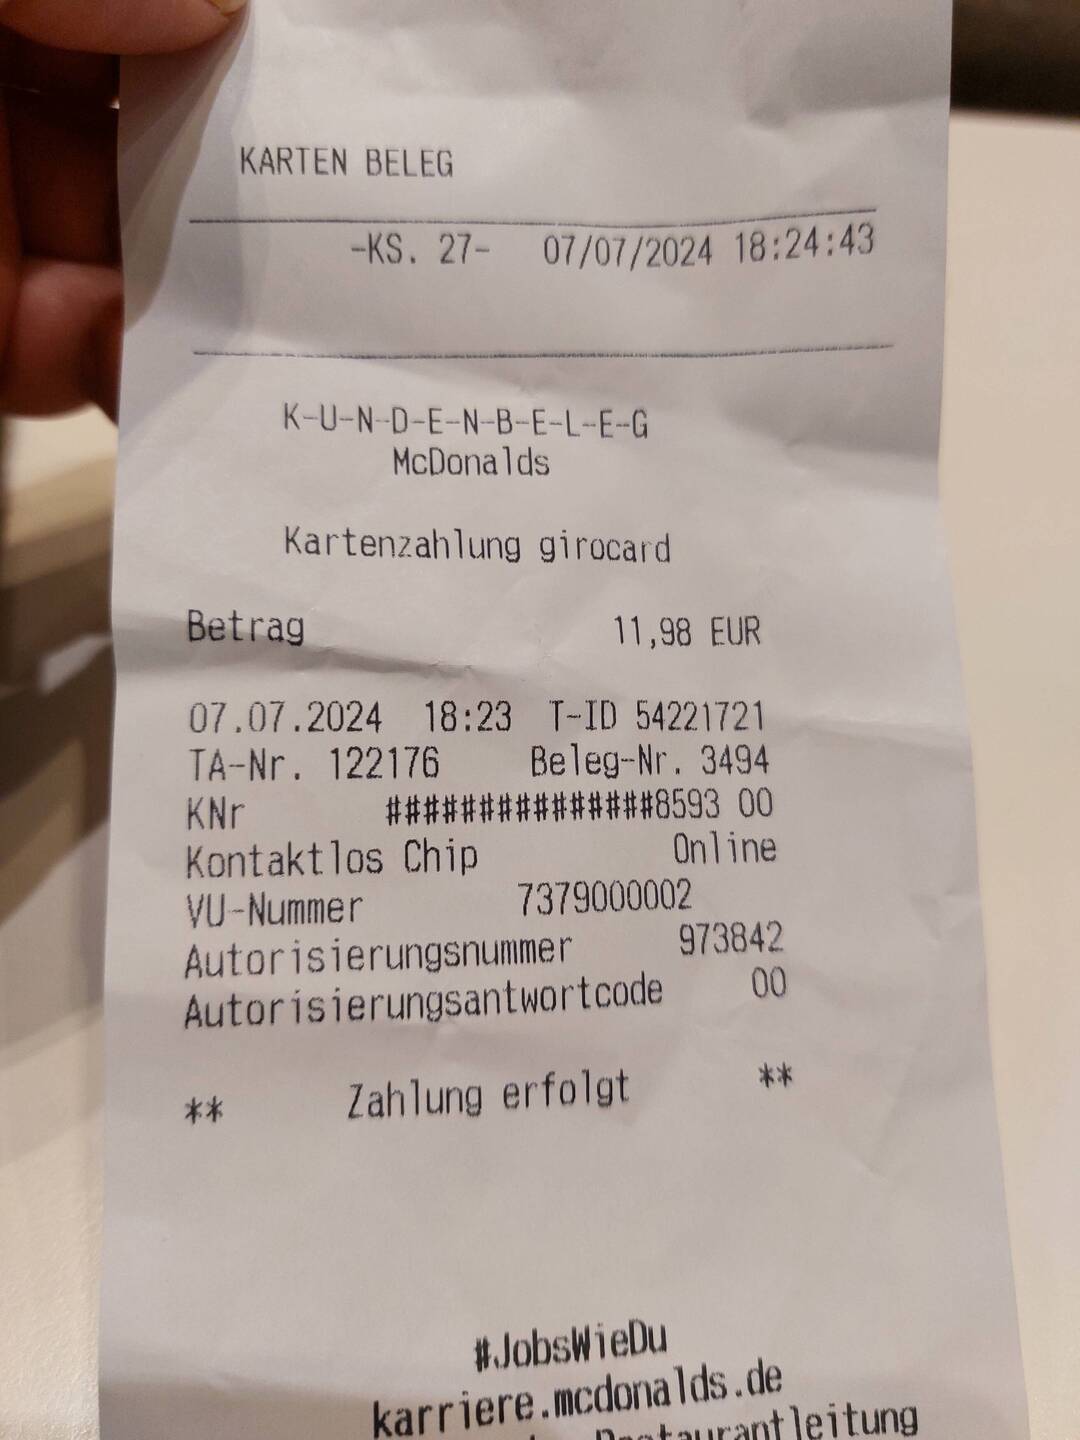 KARTEN BELEG
-KS. 27- 07/07/2024 18:24:43
K-U-N-D-E-N-B-E-L-E-G
McDonalds
Kartenzahlung girocard
Betrag 11,98 EUR
07.07.2024 18:23 T-ID 54221721
TA-Nr. 122176 Beleg-Nr. 3494
KNr ###############8593 00
Kontaktlos Chip Online
VU-Nummer 7379000002
Autorisierungsnummer 973842
Autorisierungsantwortcode 00
** Zahlung erfolgt **
#JobsWieDu
karriere.mcdonalds.de
Restaurantleitung